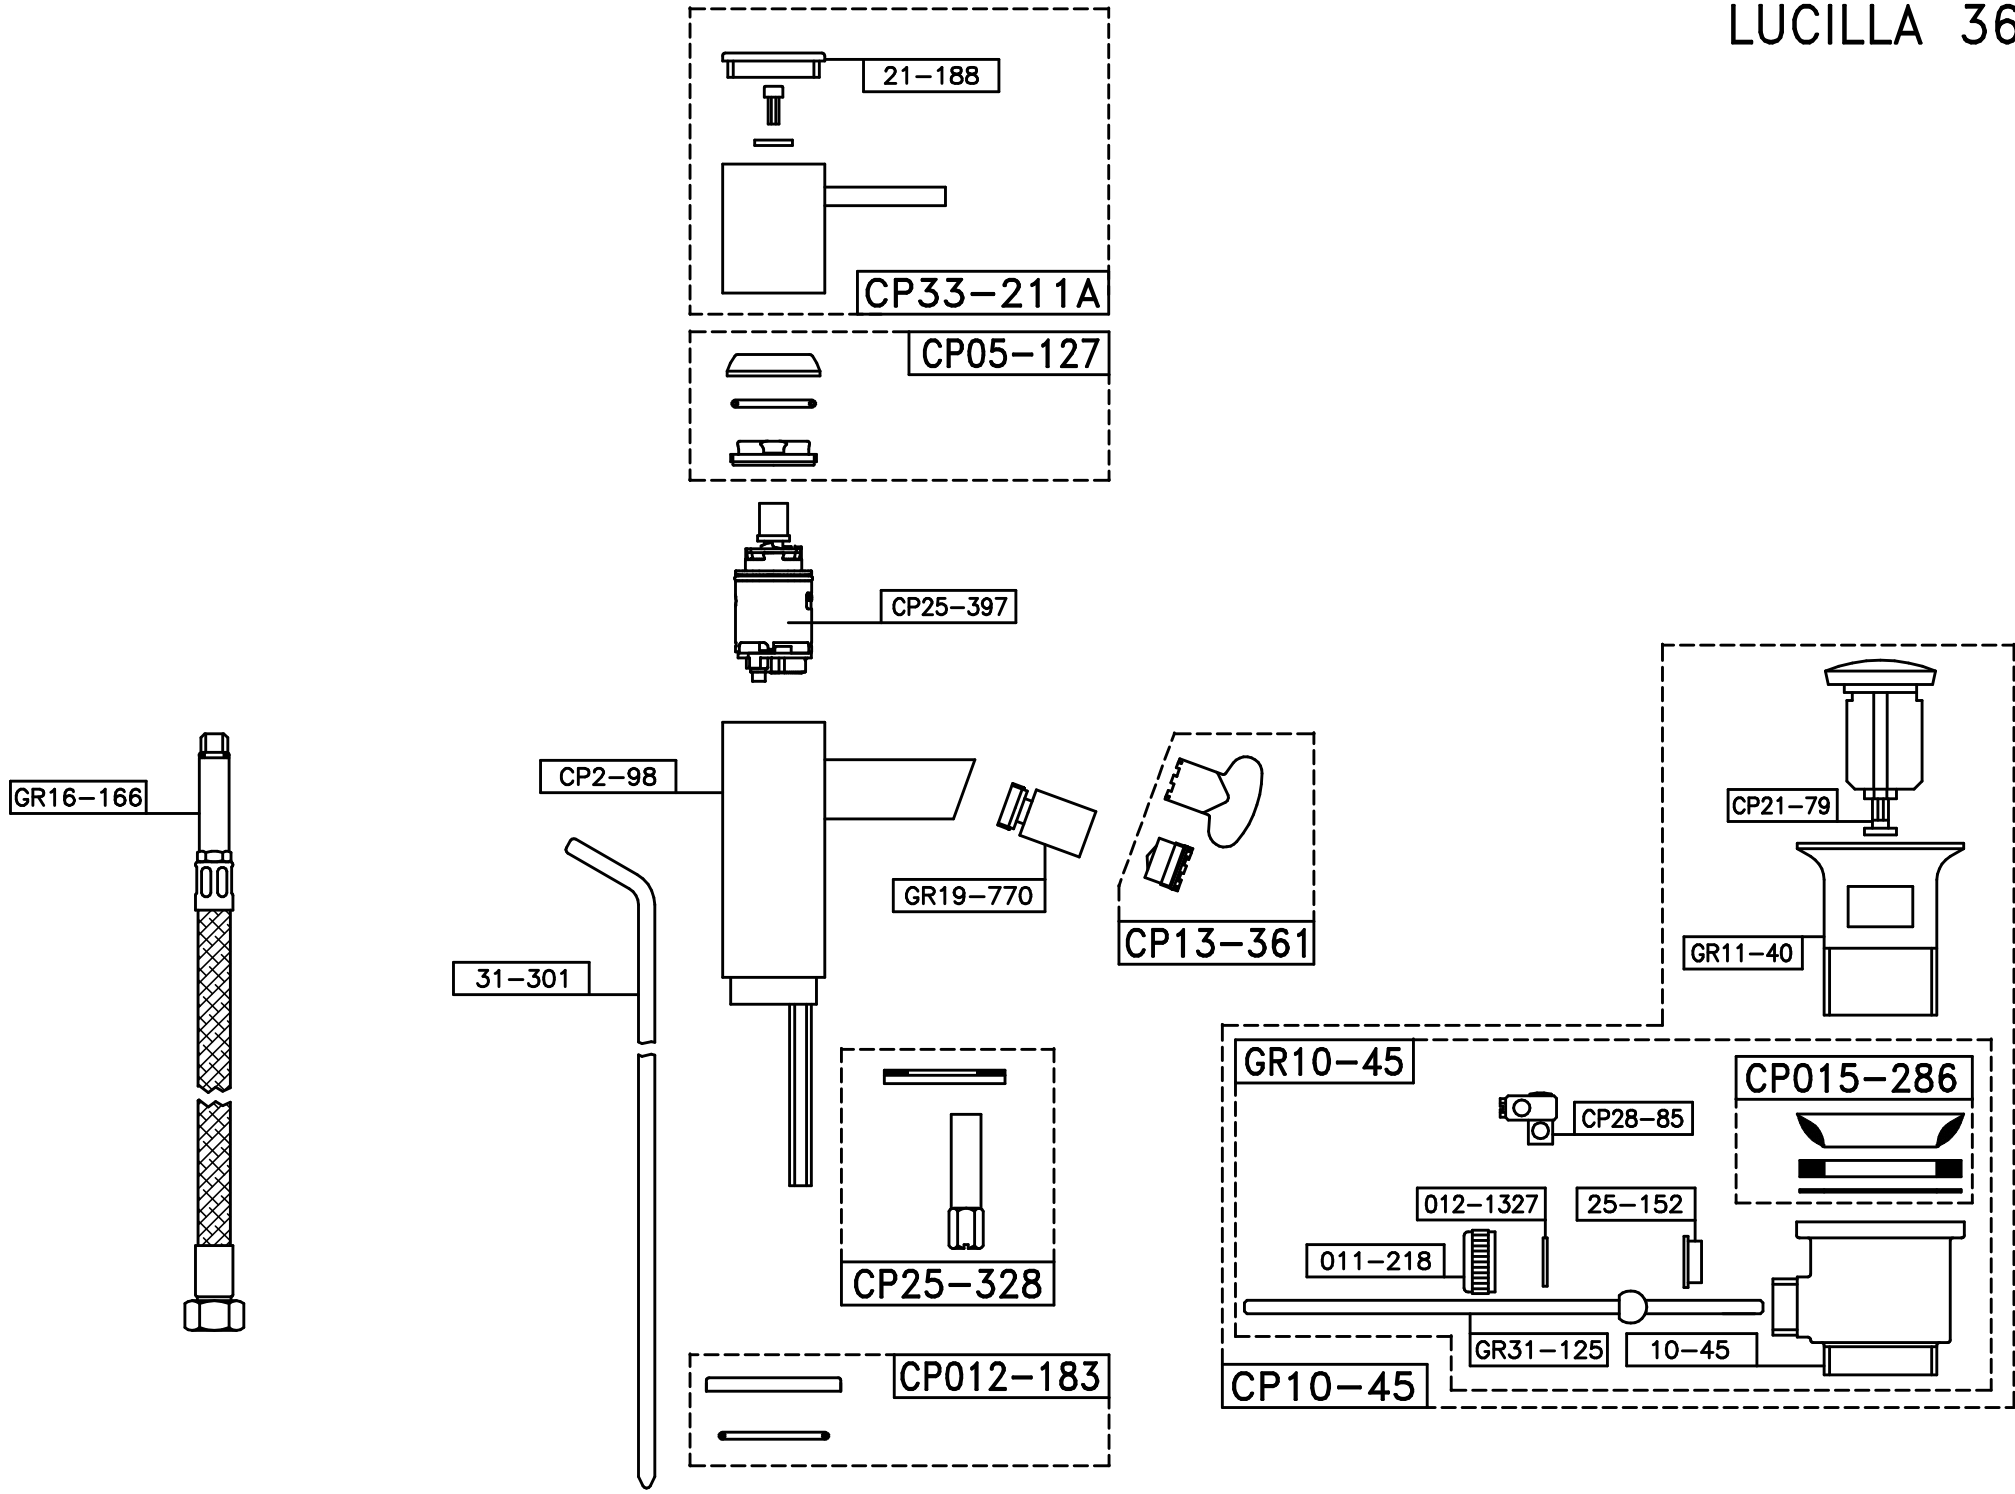 LUCILLA 36
21-188
CP33-211A
CP05-127
CP25-397
GR16-166
CP2-98
GR19-770
CP13-361
31-301
CP21-79
GR11-40
GR10-45
CP015-286
CP28-85
012-1327
25-152
011-218
CP25-328
GR31-125
10-45
CP012-183
CP10-45